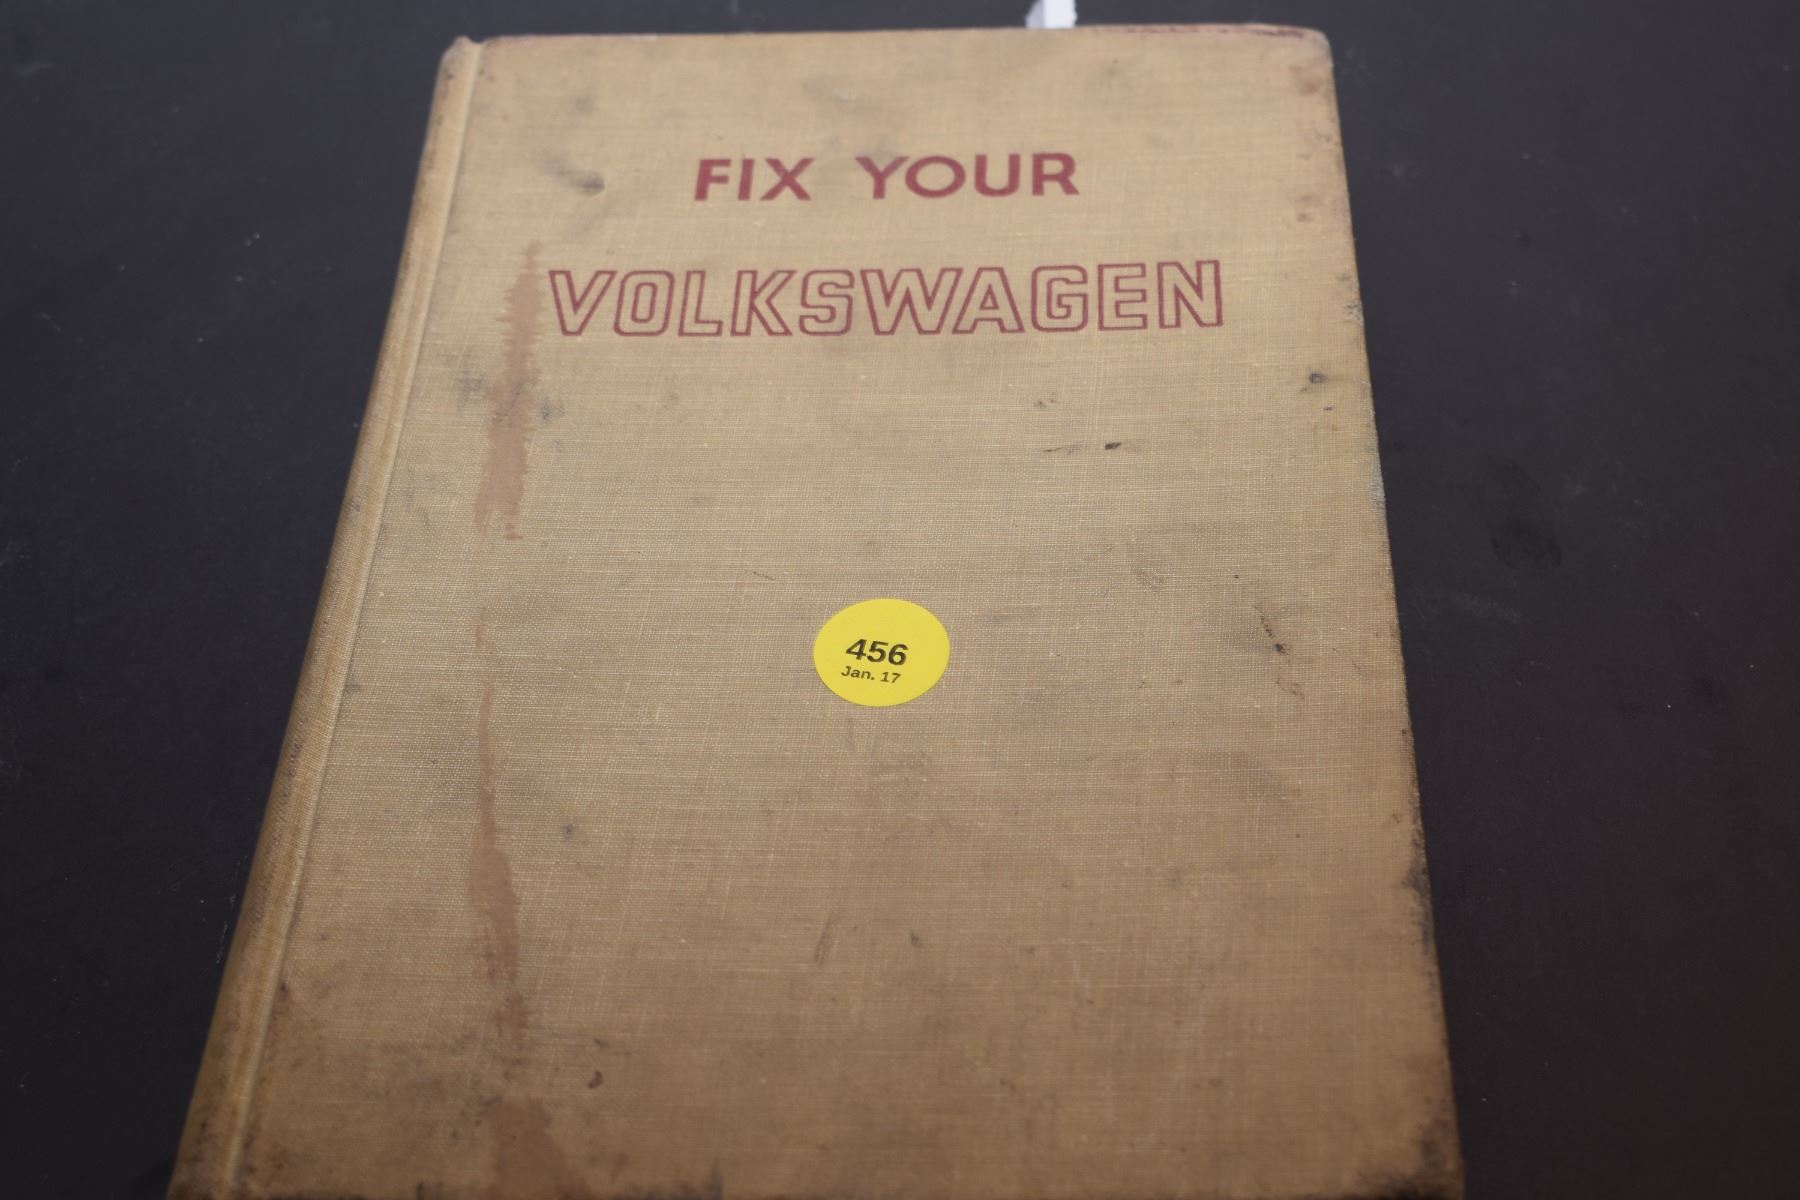 FIX YOUR
VOLKSWAGEN
456
Jan. 17